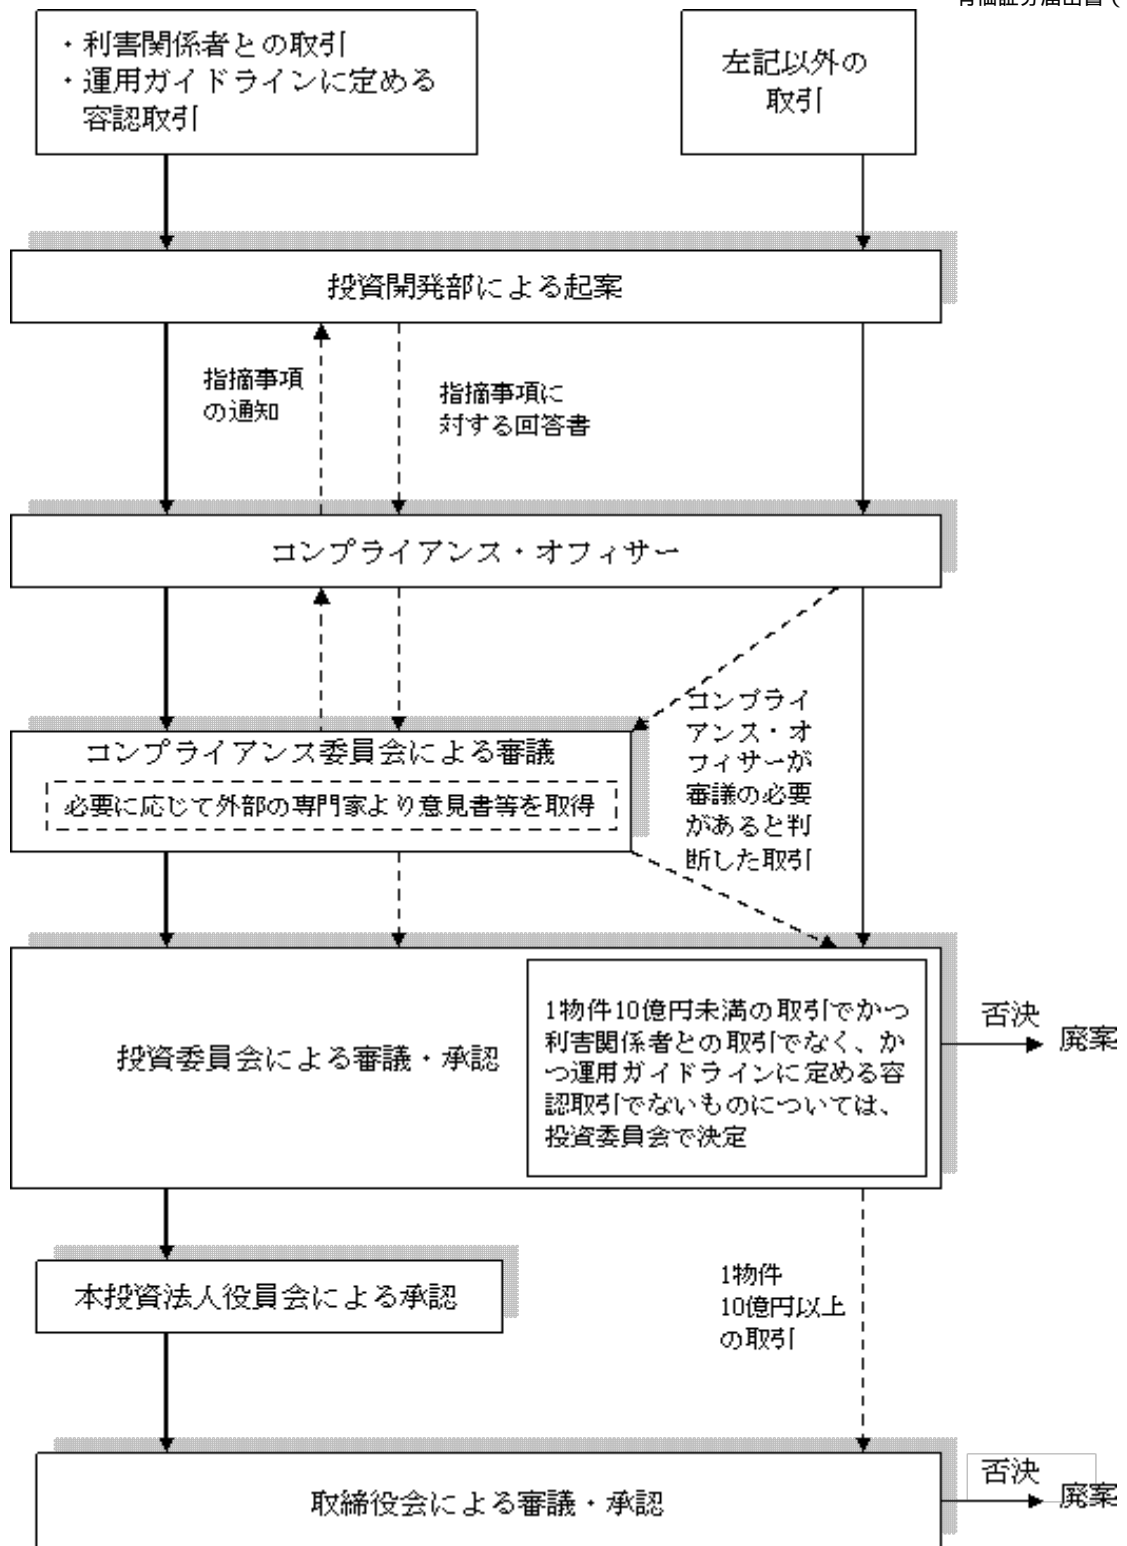 ・利害関係者との取引
・運用ガイドラインに定める
容認取引
左記以外の
取引
投資開発部による起案
指摘事項
の通知
指摘事項に
対する回答書
コンプライアンス・オフィサー
コンプライアンス委員会による審議
必要に応じて外部の専門家より意見書等を取得
コンプライ
アンス・オ
フィサーが
審議の必要
があると判
断した取引
投資委員会による審議・承認
1物件10億円未満の取引でかつ
利害関係者との取引でなく、か
つ運用ガイドラインに定める容
認取引でないものについては、
投資委員会で決定
否決
廃案
本投資法人役員会による承認
1物件
10億円以上
の取引
取締役会による審議・承認
否決
廃案